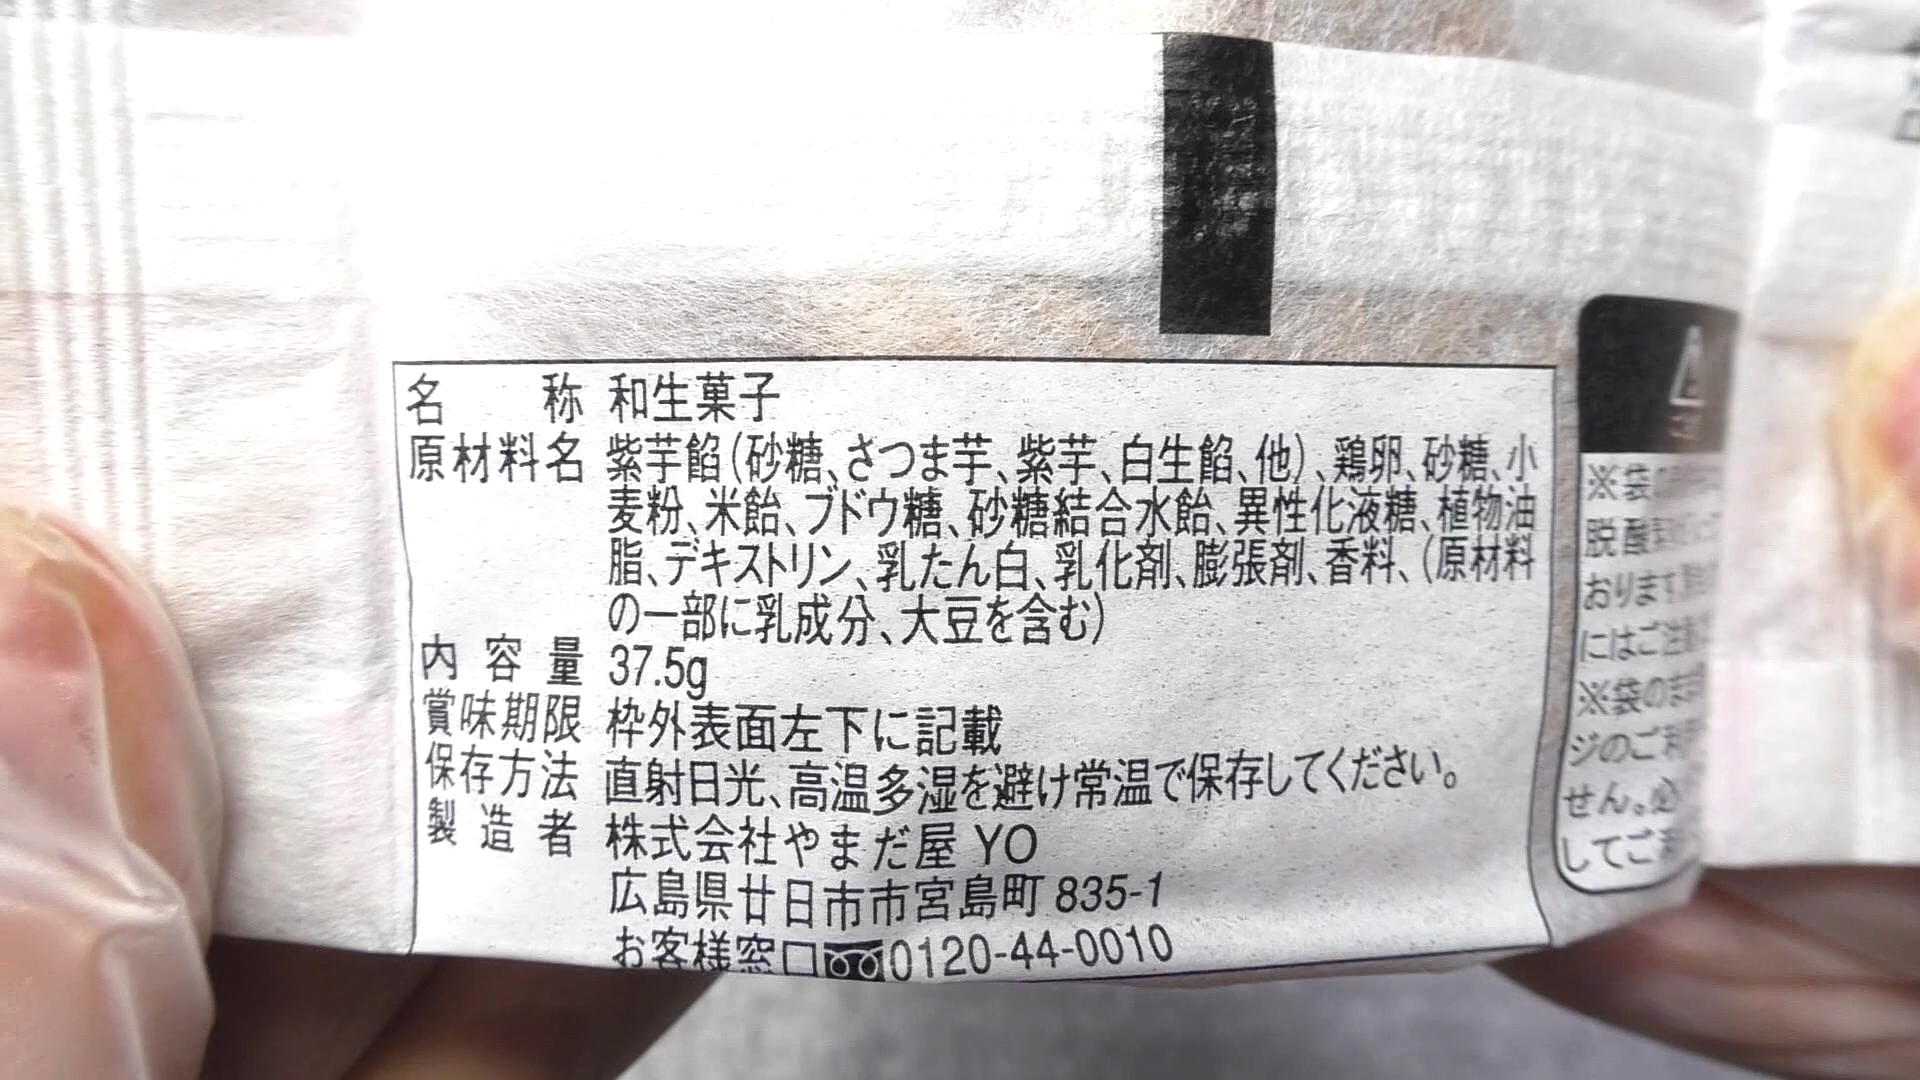 名称 和生菓子
原材料名 紫芋餡(砂糖、さつま芋、紫芋、白生餡、他)、鶏卵、砂糖、小
麦粉、米飴、ブドウ糖、砂糖結合水飴、異性化液糖、植物油
脂、デキストリン、乳たん白、乳化剤、膨張剤、香料、(原材料
の一部に乳成分、大豆を含む)
内容量 37.5g
賞味期限 枠外表面左下に記載
保存方法 直射日光、高温多湿を避け常温で保存してください。
製造者 株式会社やまだ屋 YO
広島県廿日市市宮島町 835-1
お客様窓口 0120-44-0010
※袋
脱酸
おります
にはご注
※袋のま
ジのご利
せん。必
してご利